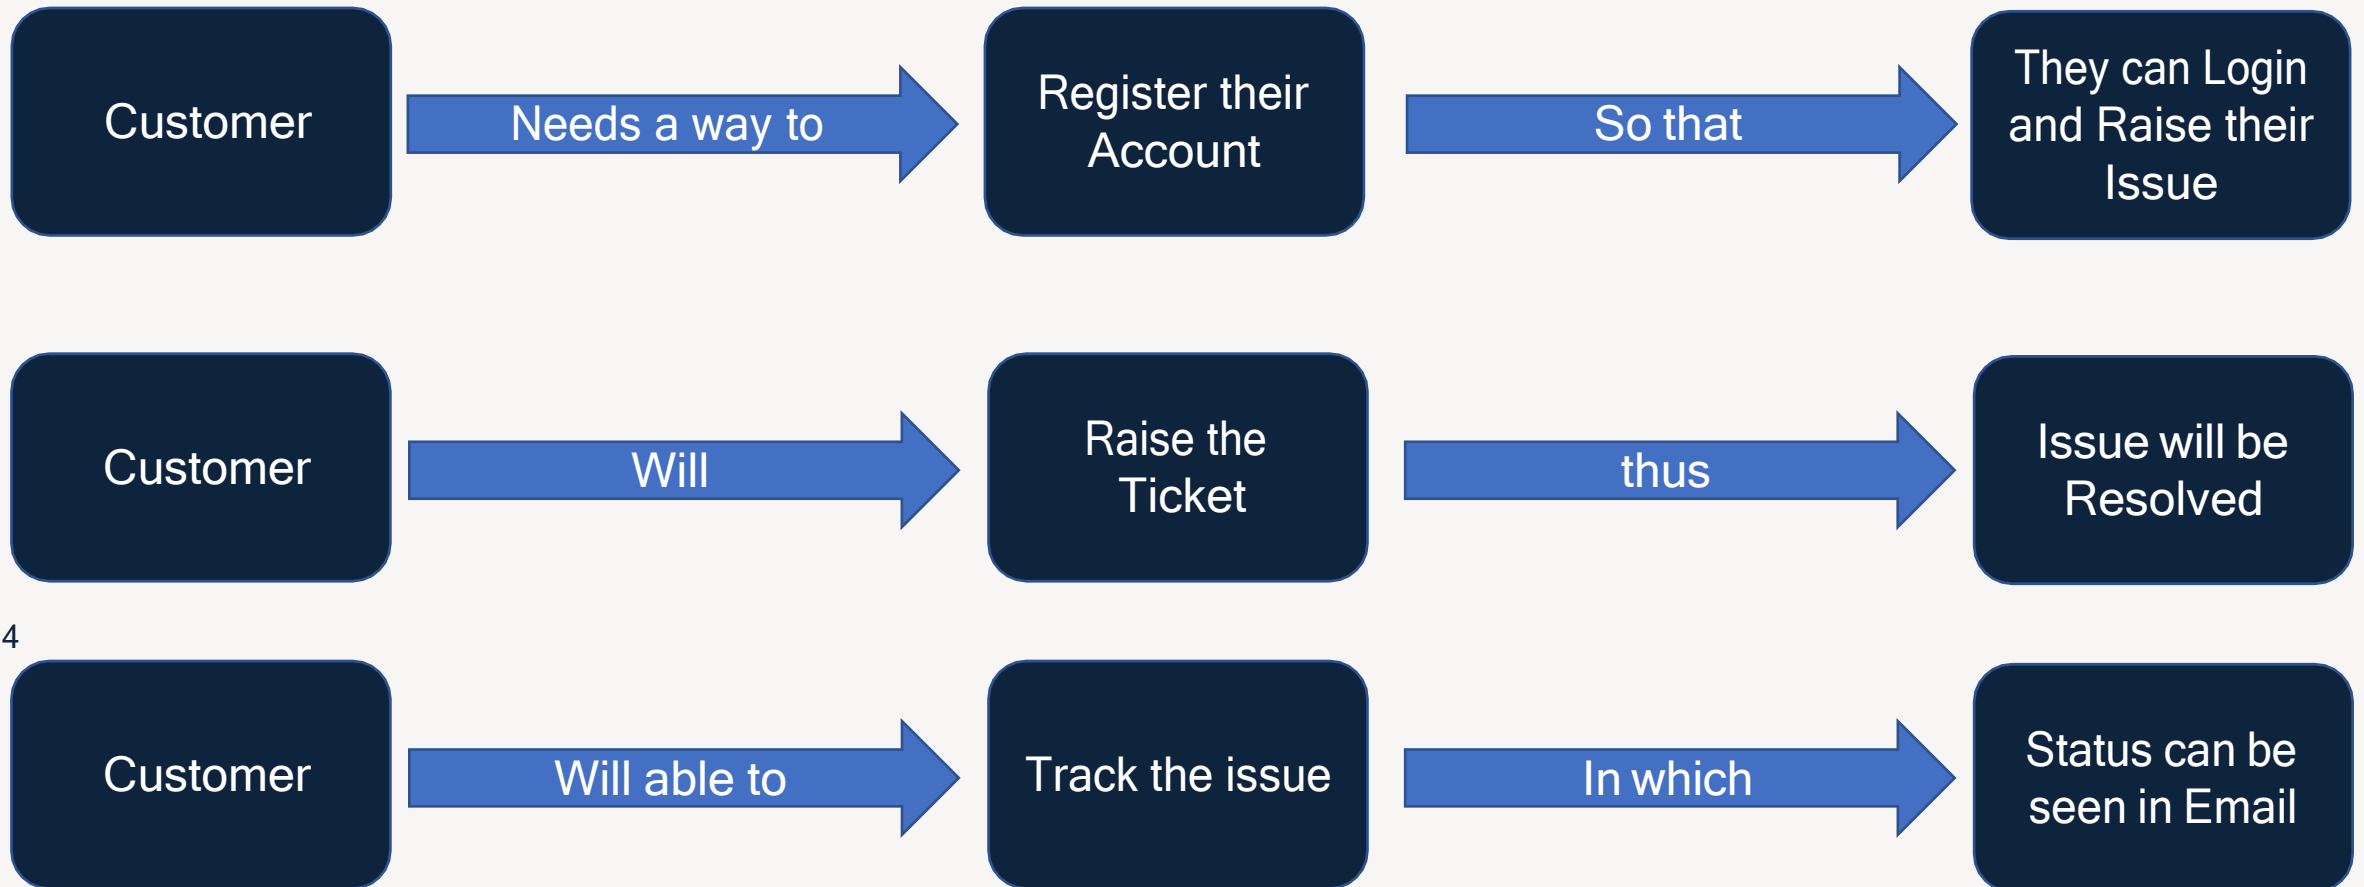 Customer
Needs a way to
Register their
Account
So that
They can Login
and Raise their
Issue
Customer
Will
Raise the
Ticket
thus
Issue will be
Resolved
4
Customer
Will able to
Track the issue
In which
Status can be
seen in Email